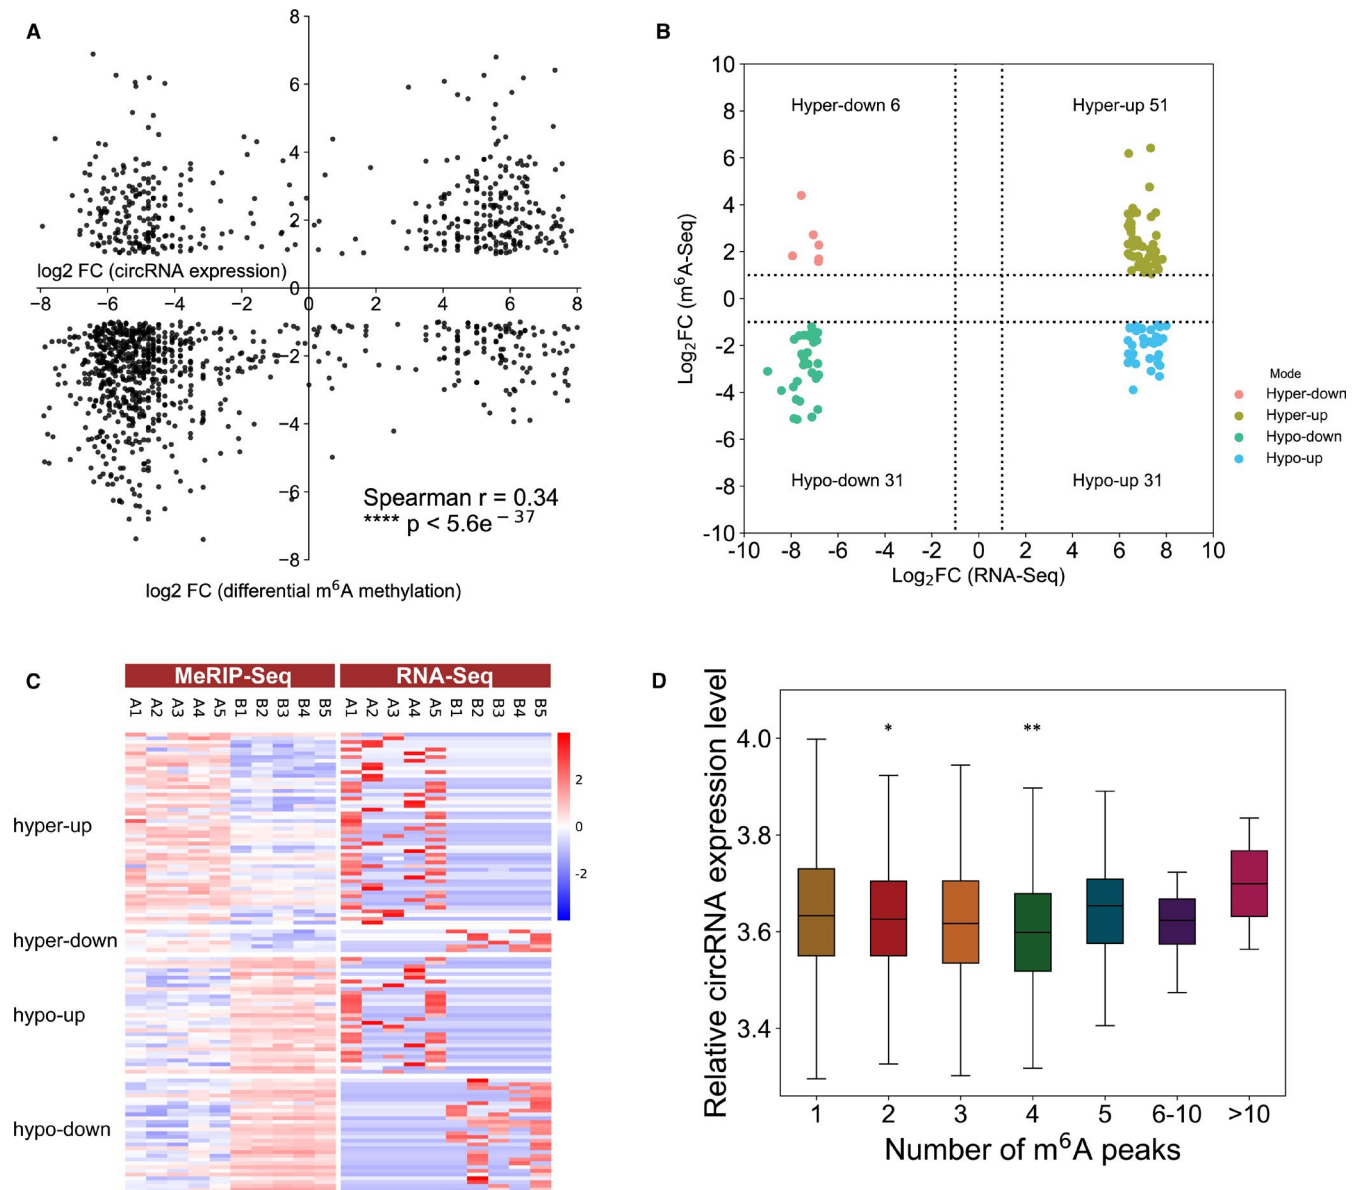 A
8
6
4
2
log2 FC (circRNA expression)
0
−8 −6 −4 −2 0 2 4 6 8
−2
−4
−6
−8
Spearman r = 0.34
**** p < 5.6e − 37
log2 FC (differential m⁶A methylation)
B
10
8
6
4
2
0
-2
-4
-6
-8
-10
Log₂FC (m⁶A-Seq)
Hyper-down 6
Hyper-up 51
Hypo-down 31
Hypo-up 31
-10 -8 -6 -4 -2 0 2 4 6 8 10
Log₂FC (RNA-Seq)
Mode
Hyper-down
Hyper-up
Hypo-down
Hypo-up
C
MeRIP-Seq RNA-Seq
A1 A2 A3 A4 A5 B1 B2 B3 B4 B5 A1 A2 A3 A4 A5 B1 B2 B3 B4 B5
hyper-up
hyper-down
hypo-up
hypo-down
2
0
-2
D
Relative circRNA expression level
4.0
3.8
3.6
3.4
*
**
1 2 3 4 5 6-10 >10
Number of m⁶A peaks